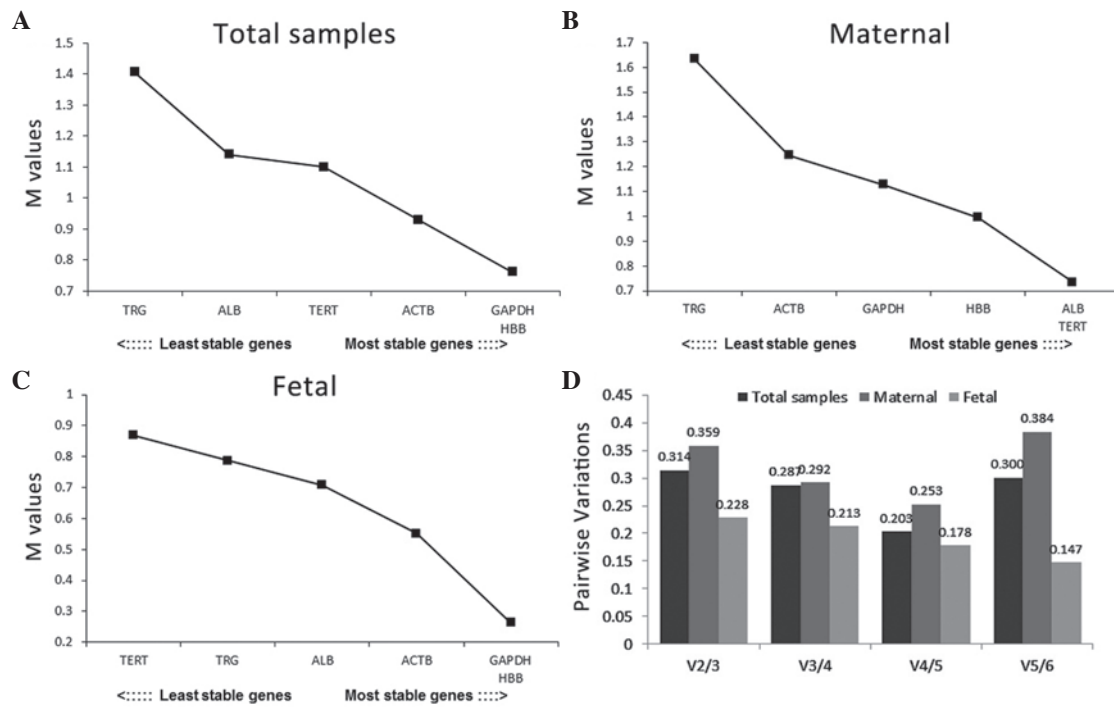 A
Total samples
M values
1.5
1.4
1.3
1.2
1.1
1
0.9
0.8
0.7
TRG ALB TERT ACTB GAPDH
HBB
<::::: Least stable genes Most stable genes ::::>
B
Maternal
M values
1.7
1.6
1.5
1.4
1.3
1.2
1.1
1
0.9
0.8
0.7
TRG ACTB GAPDH HBB ALB
TERT
<::::: Least stable genes Most stable genes ::::>
C
Fetal
M values
1
0.9
0.8
0.7
0.6
0.5
0.4
0.3
0.2
TERT TRG ALB ACTB GAPDH
HBB
<::::: Least stable genes Most stable genes ::::>
D
Total samples Maternal Fetal
Pairwise Variations
0.45
0.4
0.35
0.3
0.25
0.2
0.15
0.1
0.05
0
0.314 0.359 0.228
0.287 0.292 0.213
0.203 0.253 0.178
0.300 0.384 0.147
V2/3 V3/4 V4/5 V5/6